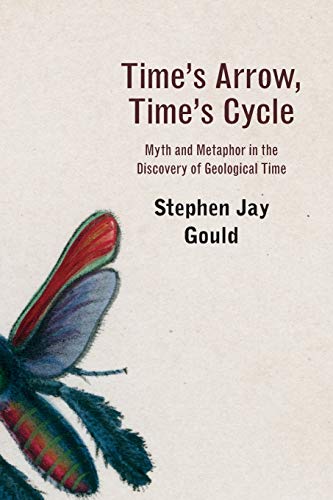 Time's Arrow,
Time's Cycle
Myth and Metaphor in the
Discovery of Geological Time
Stephen Jay
Gould